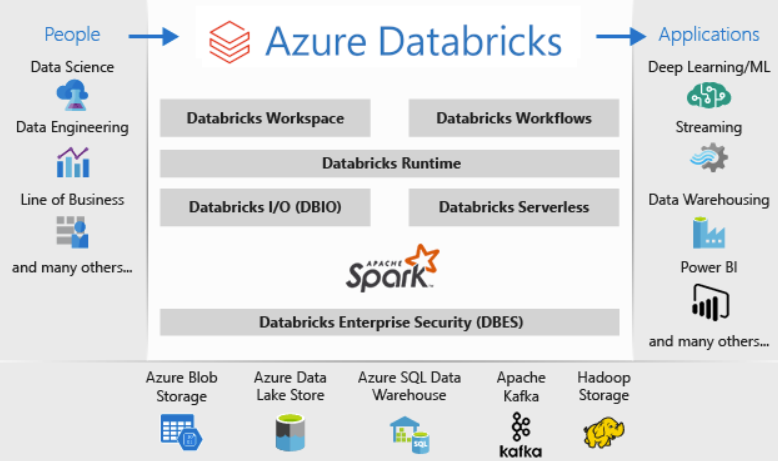 People
Azure Databricks
Applications
Data Science
Data Engineering
Line of Business
and many others...
Databricks Workspace
Databricks Workflows
Databricks Runtime
Databricks I/O (DBIO)
Databricks Serverless
APACHE
Spark™
Databricks Enterprise Security (DBES)
Deep Learning/ML
Streaming
Data Warehousing
Power BI
and many others...
Azure Blob
Storage
Azure Data
Lake Store
Azure SQL Data
Warehouse
SQL
Apache
Kafka
kafka
Hadoop
Storage